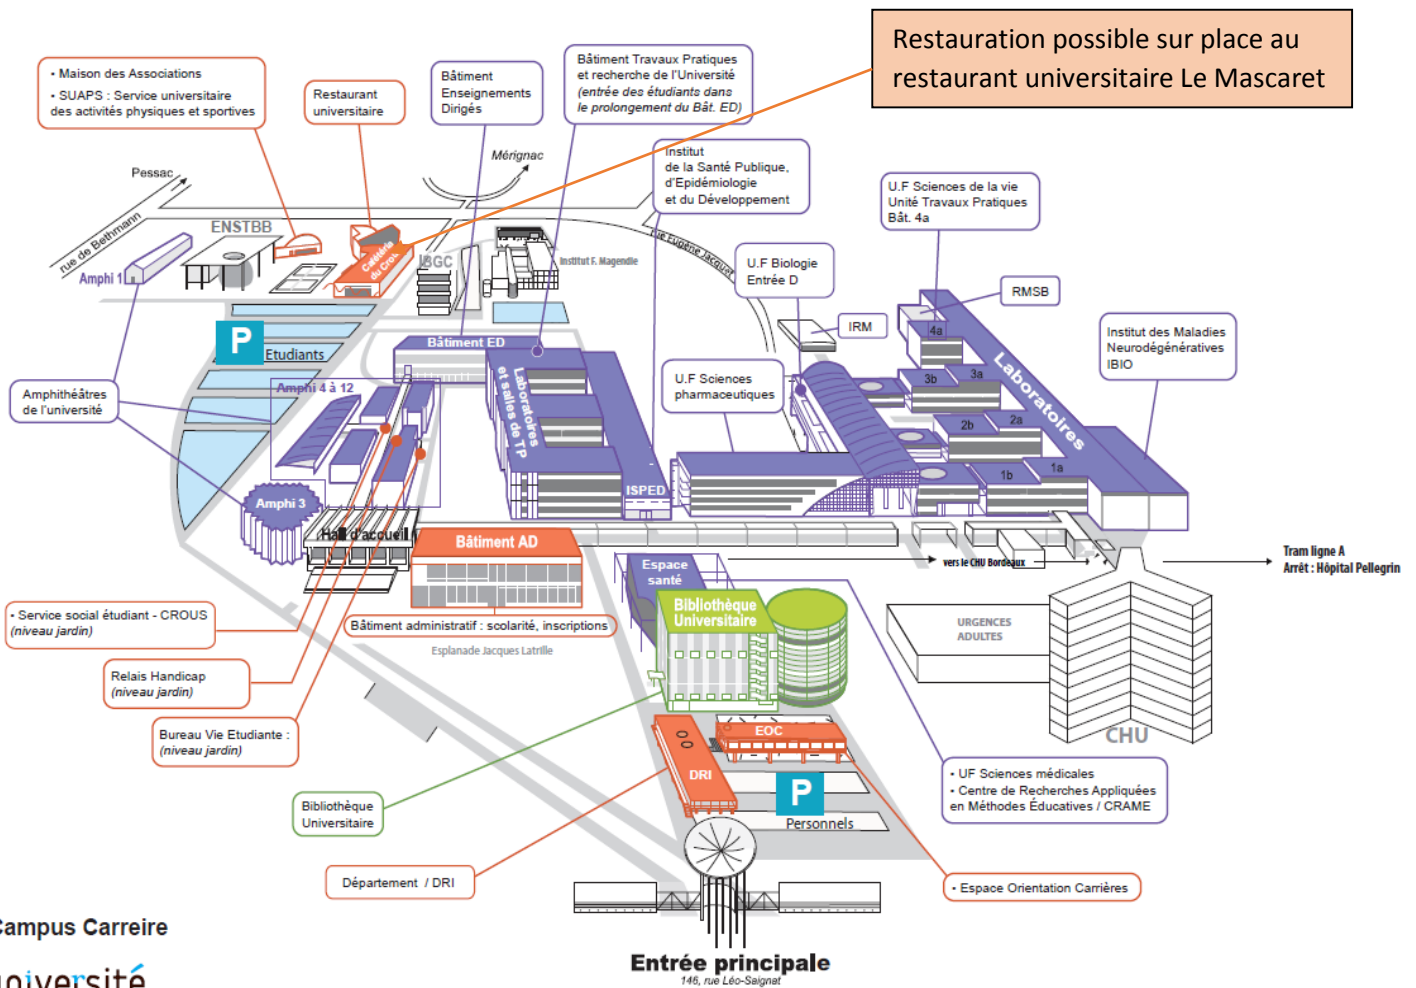 Restauration possible sur place au
restaurant universitaire Le Mascaret
• Maison des Associations
• SUAPS : Service universitaire
des activités physiques et sportives
Restaurant
universitaire
Bâtiment
Enseignements
Dirigés
Bâtiment Travaux Pratiques
et recherche de l'Université
(entrée des étudiants dans
le prolongement du Bât. ED)
Institut
de la Santé Publique,
d'Epidémiologie
et du Développement
U.F Sciences de la vie
Unité Travaux Pratiques
Bât. 4a
Pessac
Mérignac
rue de Bethmann
rue Eugène Jacquet
ENSTBB
Amphi 1
Cafétéria
du Crous
IBGC
Institut F. Magendie
U.F Biologie
Entrée D
RMSB
IRM
Institut des Maladies
Neurodégénératives
IBIO
P
Etudiants
Bâtiment ED
Laboratoires
et salles de TP
Amphi 4 à 12
Amphithéâtres
de l'université
U.F Sciences
pharmaceutiques
4a
3b
3a
2b
2a
1b
1a
Laboratoires
ISPED
Amphi 3
Hall d'accueil
Bâtiment AD
Espace
santé
vers le CHU Bordeaux
Tram ligne A
Arrêt : Hôpital Pellegrin
Bibliothèque
Universitaire
URGENCES
ADULTES
• Service social étudiant - CROUS
(niveau jardin)
Bâtiment administratif : scolarité, inscriptions
Esplanade Jacques Latrille
Relais Handicap
(niveau jardin)
Bureau Vie Etudiante :
(niveau jardin)
EOC
DRI
CHU
P
Personnels
• UF Sciences médicales
• Centre de Recherches Appliquées
en Méthodes Éducatives / CRAME
Bibliothèque
Universitaire
Département / DRI
• Espace Orientation Carrières
Campus Carreire
université
Entrée principale
146, rue Léo-Saignat